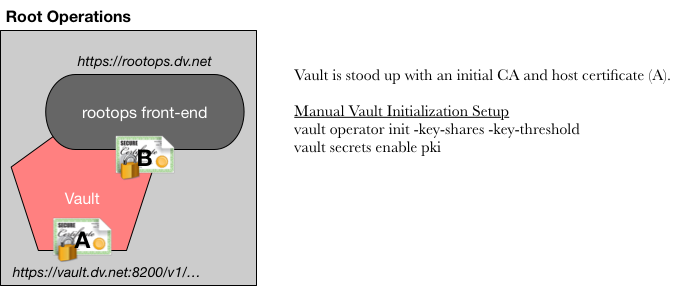 Root Operations
https://rootops.dv.net
rootops front-end
SECURE
Certificate
B
Vault
SECURE
Certificate
A
https://vault.dv.net:8200/v1/…
Vault is stood up with an initial CA and host certificate (A).
Manual Vault Initialization Setup
vault operator init -key-shares -key-threshold
vault secrets enable pki